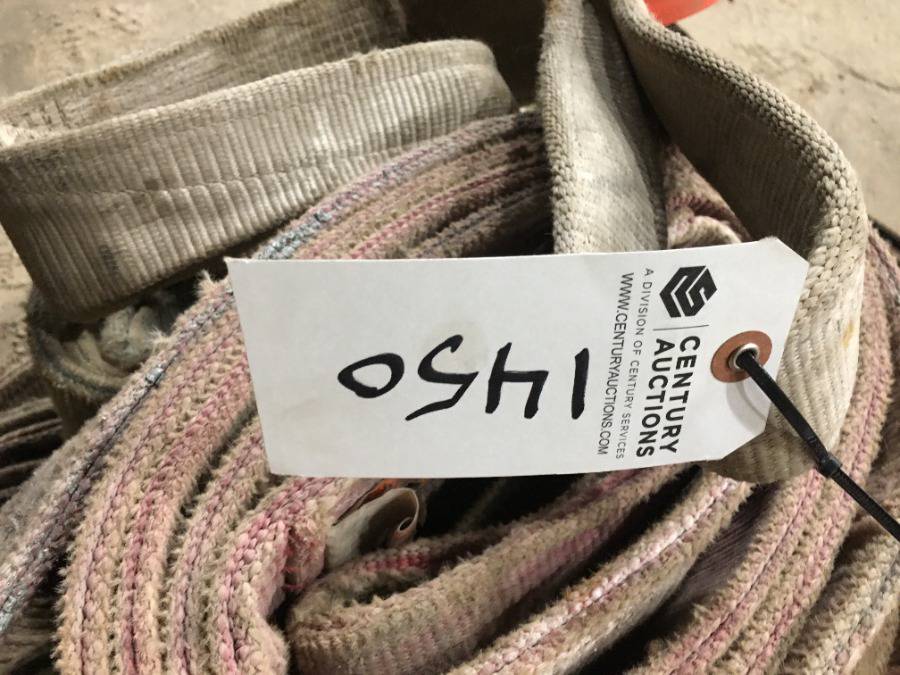 CENTURY
AUCTIONS
A DIVISION OF CENTURY SERVICES
WWW.CENTURYAUCTIONS.COM
1450